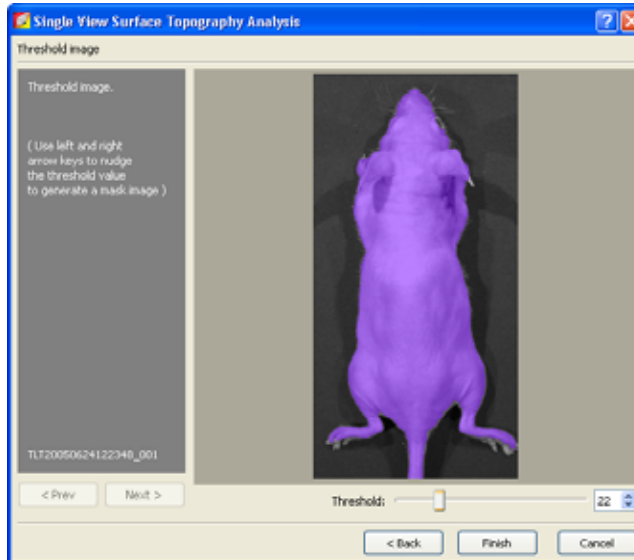 Single View Surface Topography Analysis
Threshold image
Threshold image.
( Use left and right
arrow keys to nudge
the threshold value
to generate a mask image )
TLT20050624122348_001
< Prev
Next >
Threshold:
22
< Back
Finish
Cancel